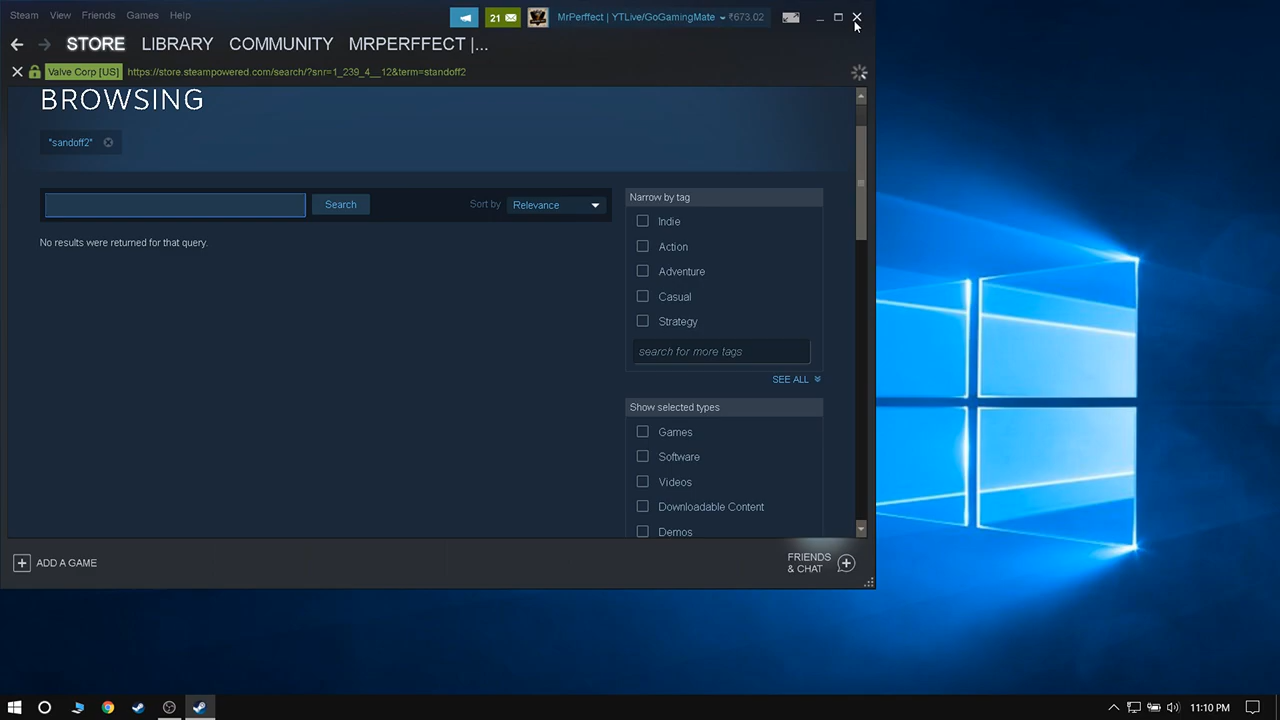 Steam View Friends Games Help
21 MrPerffect | YTLive/GoGamingMate ₹673.02
STORE LIBRARY COMMUNITY MRPERFFECT |...
Valve Corp [US] https://store.steampowered.com/search/?snr=1_239_4__12&term=standoff2
BROWSING
"sandoff2"
Search Sort by Relevance
No results were returned for that query.
Narrow by tag
Indie
Action
Adventure
Casual
Strategy
search for more tags
SEE ALL
Show selected types
Games
Software
Videos
Downloadable Content
Demos
ADD A GAME
FRIENDS
& CHAT
11:10 PM